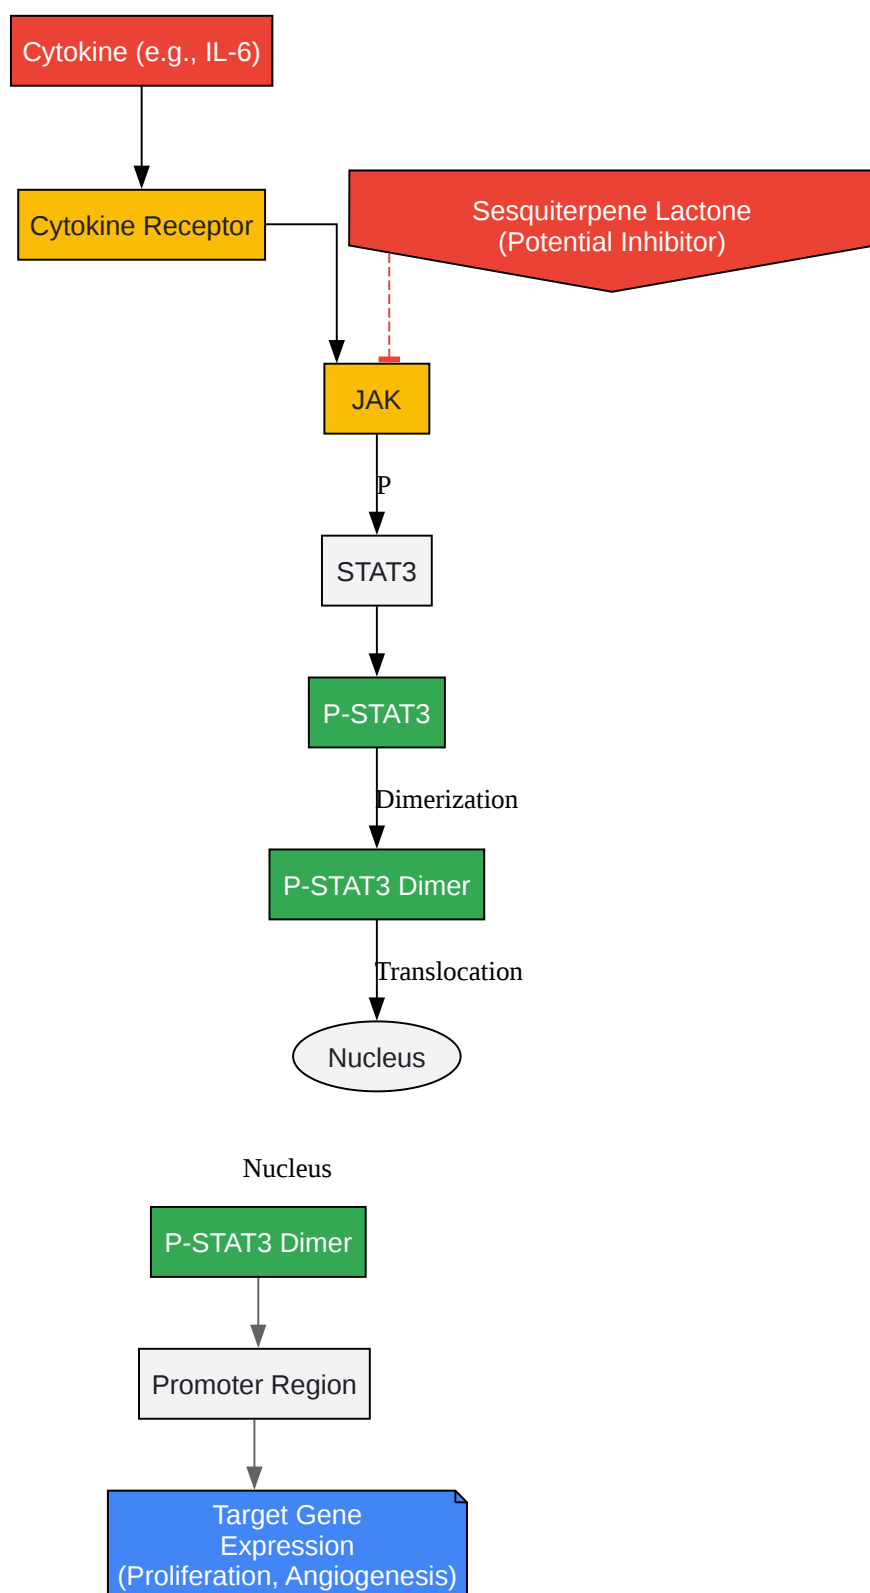 Cytokine (e.g., IL-6)
Cytokine Receptor
Sesquiterpene Lactone
(Potential Inhibitor)
JAK
P
STAT3
P-STAT3
Dimerization
P-STAT3 Dimer
Translocation
Nucleus
Nucleus
P-STAT3 Dimer
Promoter Region
Target Gene
Expression
(Proliferation, Angiogenesis)